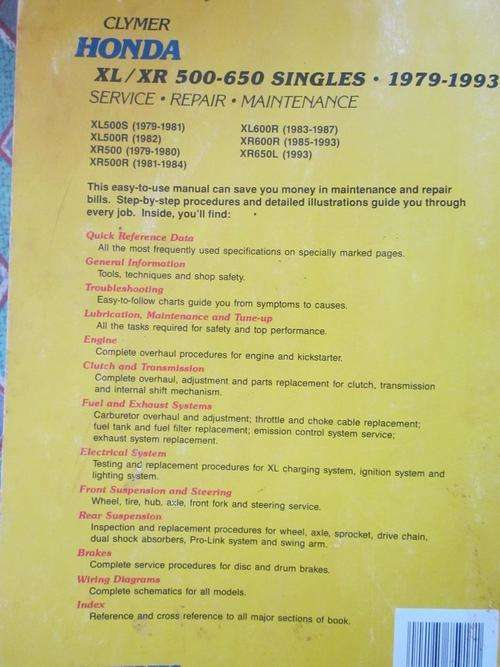 CLYMER
HONDA
XL/XR 500-650 SINGLES • 1979-1993
SERVICE • REPAIR • MAINTENANCE
XL500S (1979-1981)
XL500R (1982)
XR500 (1979-1980)
XR500R (1981-1984)
XL600R (1983-1987)
XR600R (1985-1993)
XR650L (1993)
This easy-to-use manual can save you money in maintenance and repair
bills. Step-by-step procedures and detailed illustrations guide you through
every job. Inside, you'll find:
Quick Reference Data
All the most frequently used specifications on specially marked pages.
General Information
Tools, techniques and shop safety.
Troubleshooting
Easy-to-follow charts guide you from symptoms to causes.
Lubrication, Maintenance and Tune-up
All the tasks required for safety and top performance.
Engine
Complete overhaul procedures for engine and kickstarter.
Clutch and Transmission
Complete overhaul, adjustment and parts replacement for clutch, transmission
and internal shift mechanism.
Fuel and Exhaust Systems
Carburetor overhaul and adjustment; throttle and choke cable replacement;
fuel tank and fuel filter replacement; emission control system service;
exhaust system replacement.
Electrical System
Testing and replacement procedures for XL charging system, ignition system and
lighting system.
Front Suspension and Steering
Wheel, tire, hub, axle, front fork and steering service.
Rear Suspension
Inspection and replacement procedures for wheel, axle, sprocket, drive chain,
dual shock absorbers, Pro-Link system and swing arm.
Brakes
Complete service procedures for disc and drum brakes.
Wiring Diagrams
Complete schematics for all models.
Index
Reference and cross reference to all major sections of book.